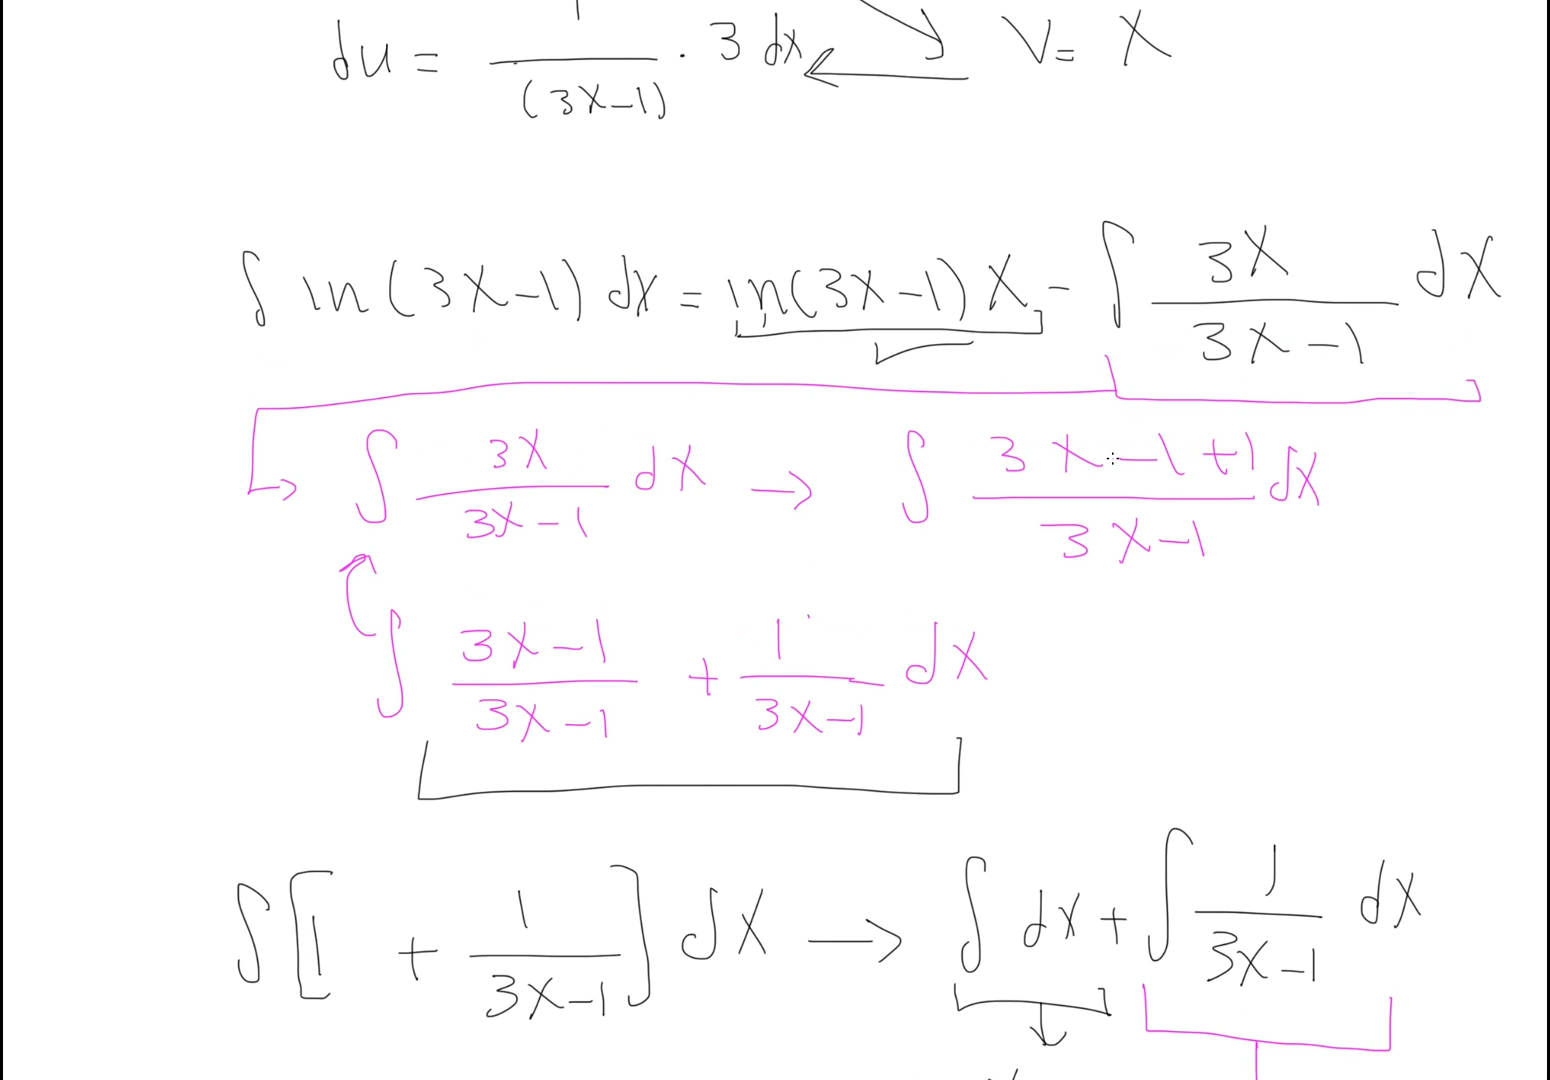 du = 1/(3x-1) · 3 dx V= X
∫ ln(3X-1) dx = ln(3X-1) X - ∫ 3X/(3X-1) dX
∫ 3X/(3X-1) dX → ∫ (3X-1+1)/(3X-1) dX
∫ (3X-1)/(3X-1) + 1/(3X-1) dX
∫ [1 + 1/(3X-1)] dX → ∫ dX + ∫ 1/(3X-1) dX